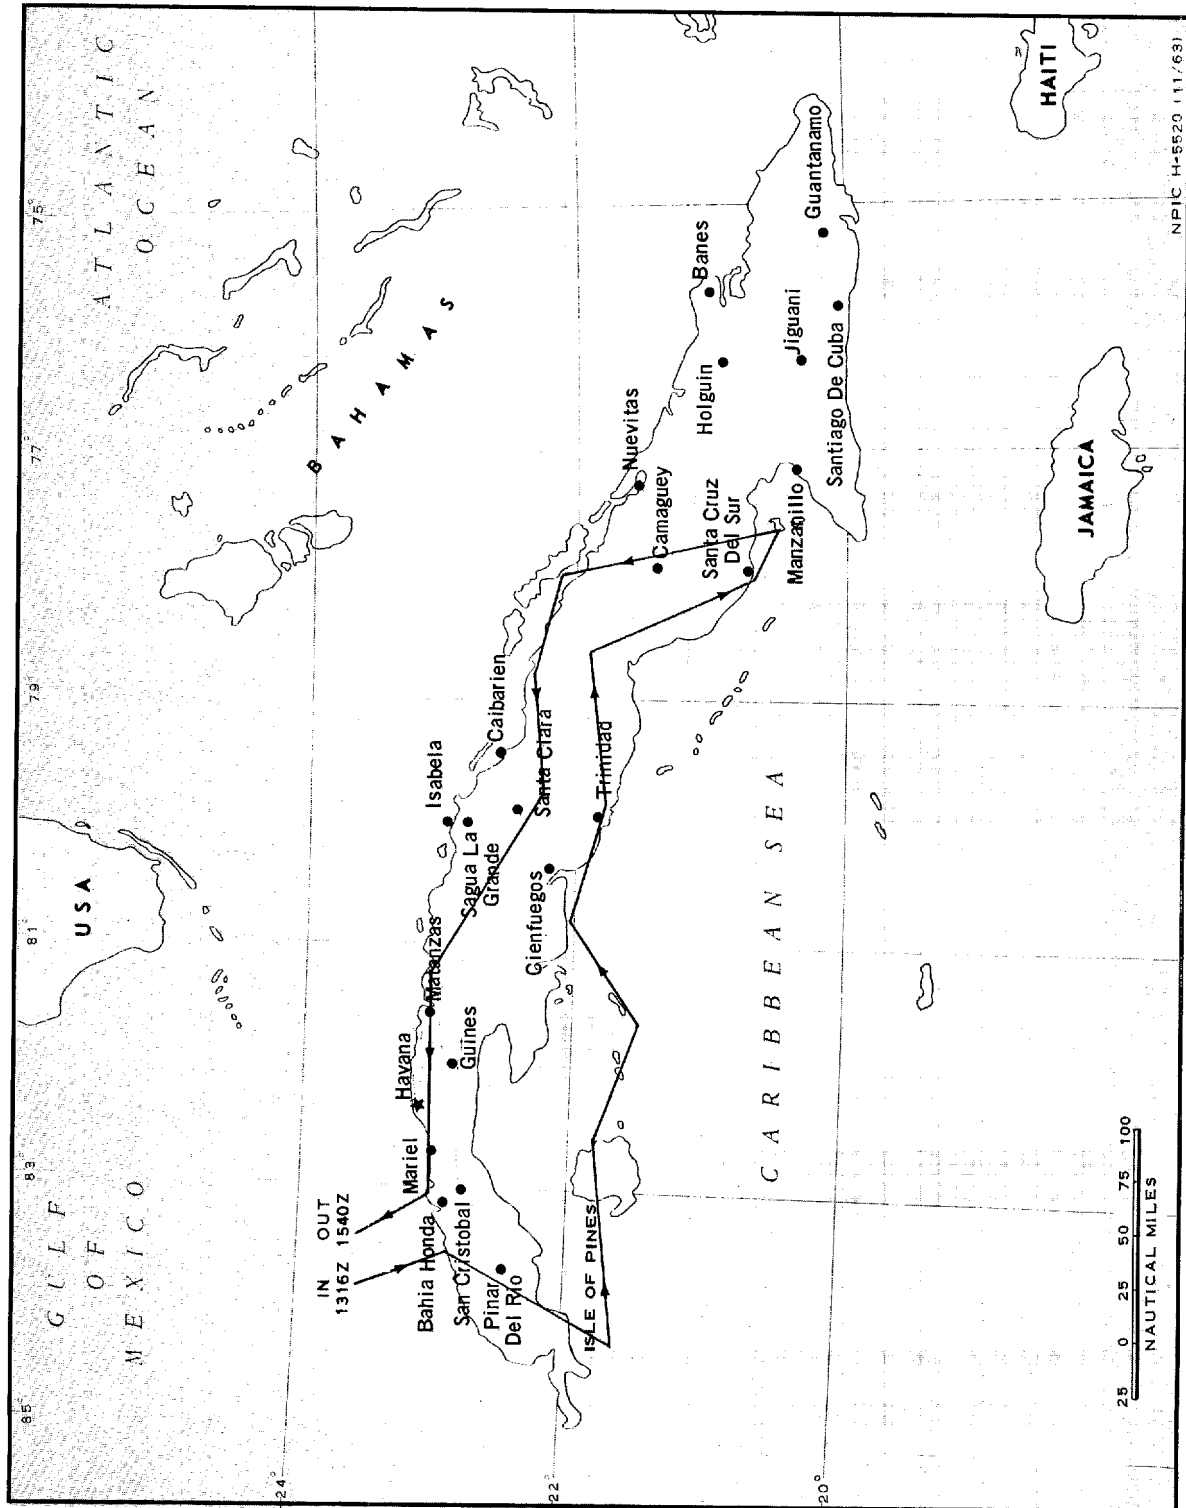 GULF
OF
MEXICO
USA
ATLANTIC
OCEAN
BAHAMAS
85°
83
81°
79
77
75°
24°
22°
20°
IN
1316Z
OUT
1540Z
Mariel
Havana
Matanzas
Isabela
Caibarien
Bahia Honda
San Cristobal
Pinar
Del Rio
Guines
Sagua La
Grande
Santa Clara
Cienfuegos
Trinidad
Nuevitas
Camaguey
Santa Cruz
Del Sur
Manzanillo
Holguin
Banes
Jiguani
Santiago De Cuba
Guantanamo
ISLE OF PINES
CARIBBEAN SEA
JAMAICA
HAITI
25 0 25 50 75 100
NAUTICAL MILES
NPIC H-5520 (11/63)